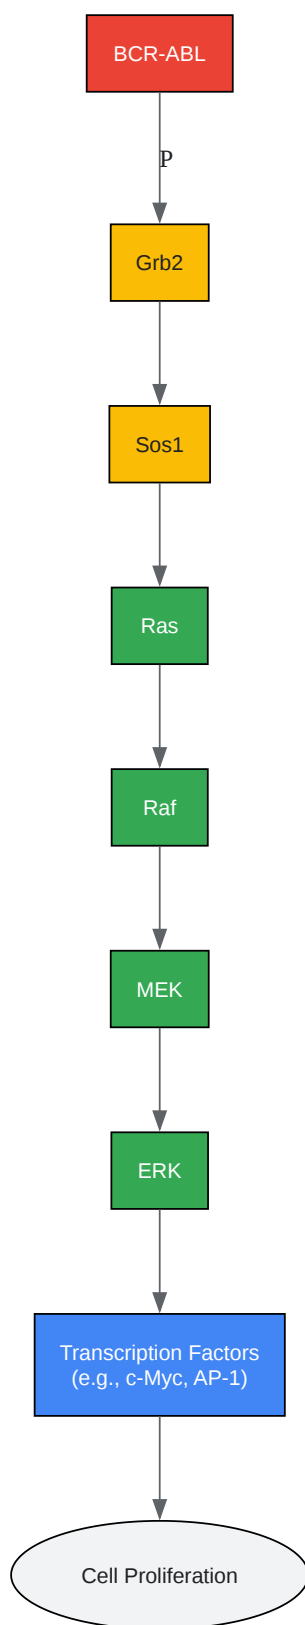 BCR-ABL
P
Grb2
Sos1
Ras
Raf
MEK
ERK
Transcription Factors
(e.g., c-Myc, AP-1)
Cell Proliferation